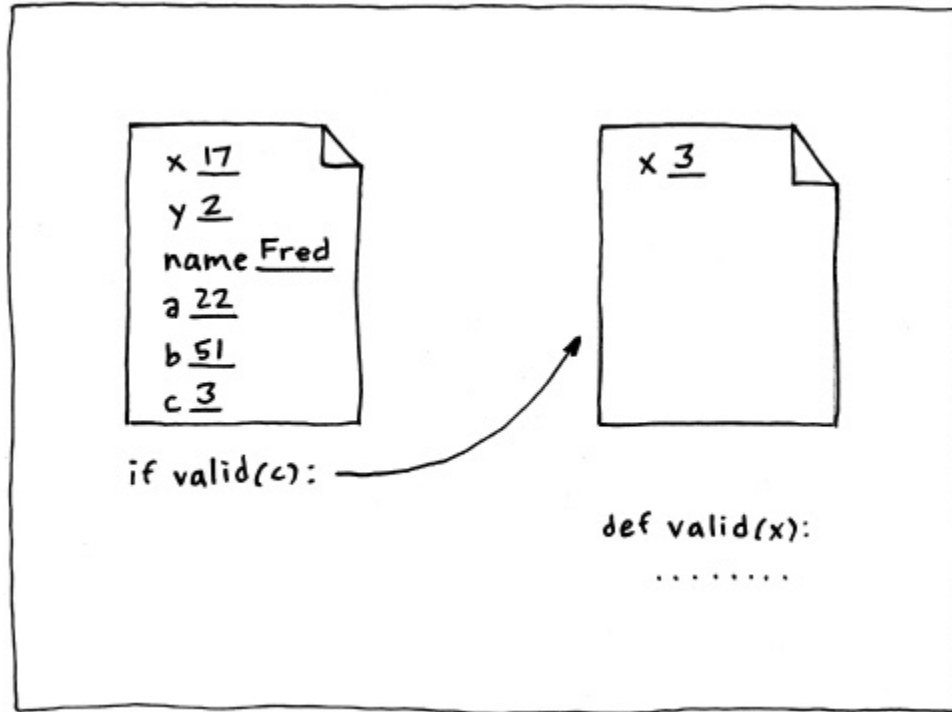 x 17
y 2
name Fred
a 22
b 51
c 3
if valid(c):
x 3
def valid(x):
........